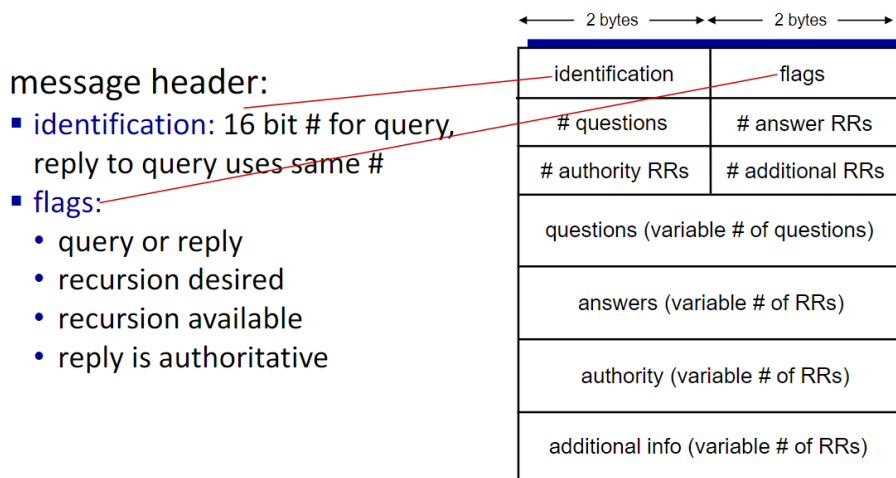 2 bytes 2 bytes
message header:
▪ identification: 16 bit # for query,
reply to query uses same #
▪ flags:
• query or reply
• recursion desired
• recursion available
• reply is authoritative
identification flags
# questions # answer RRs
# authority RRs # additional RRs
questions (variable # of questions)
answers (variable # of RRs)
authority (variable # of RRs)
additional info (variable # of RRs)